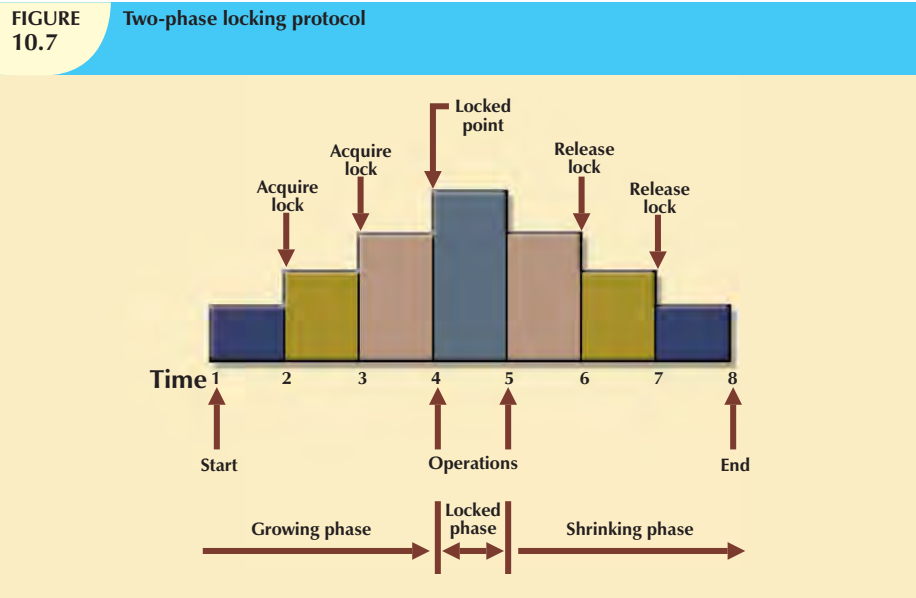 FIGURE
10.7
Two-phase locking protocol
Locked
point
Acquire
lock
Release
lock
Acquire
lock
Release
lock
Time
1 2 3 4 5 6 7 8
Start
Operations
End
Growing phase
Locked
phase
Shrinking phase